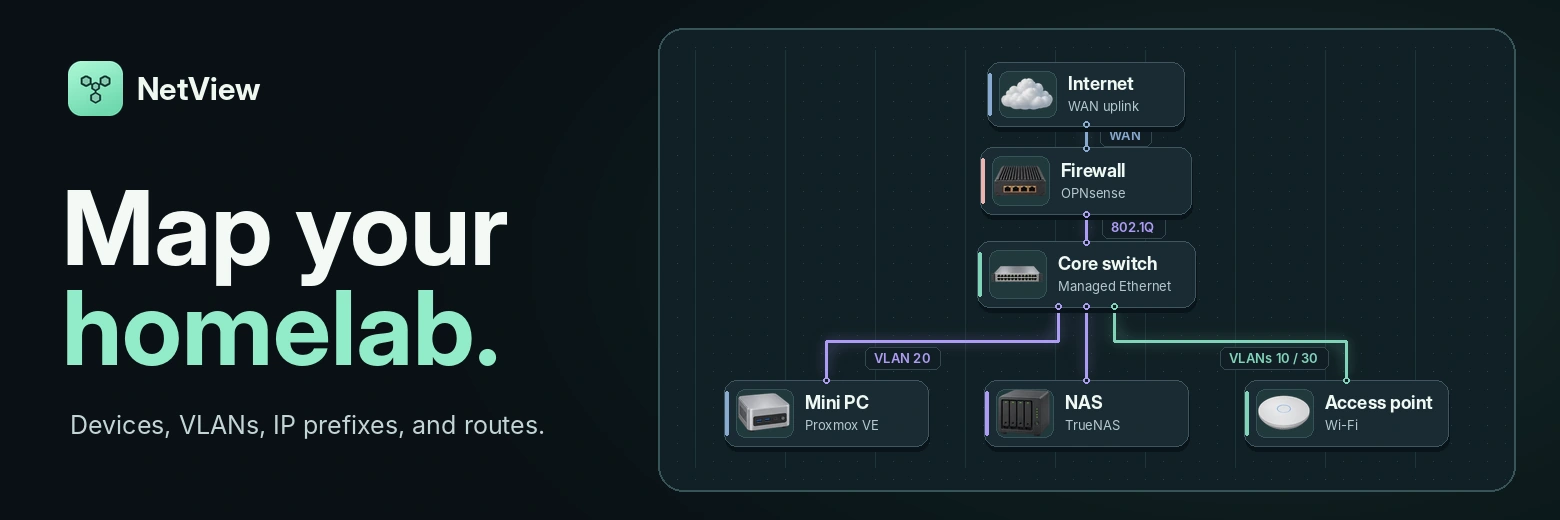 NetView
Map your
homelab.
Devices, VLANs, IP prefixes, and routes.
Internet
WAN uplink
WAN
Firewall
OPNsense
802.1Q
Core switch
Managed Ethernet
VLAN 20
VLANs 10 / 30
Mini PC
Proxmox VE
NAS
TrueNAS
Access point
Wi-Fi